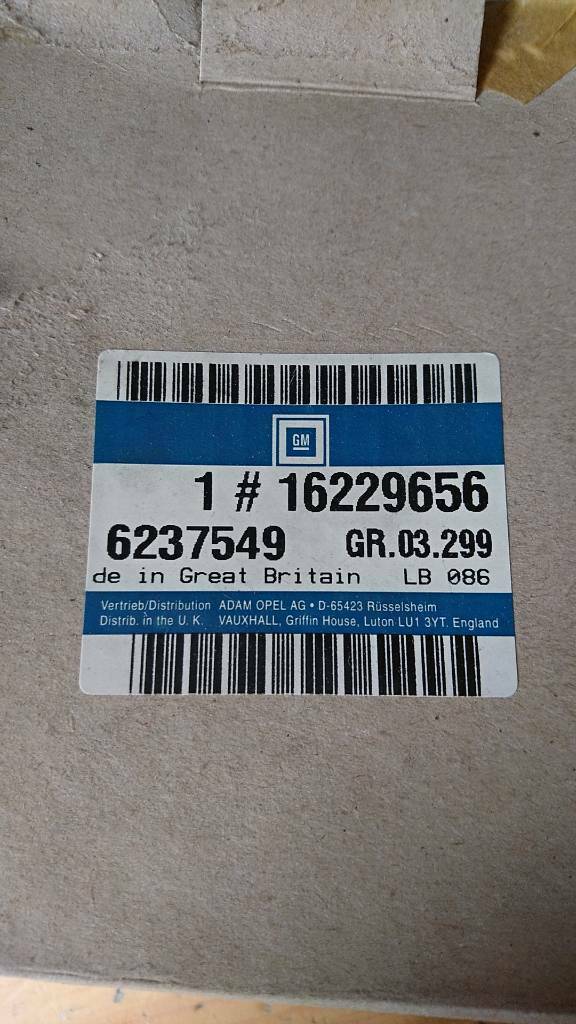 GM
1 # 16229656
6237549 GR.03.299
de in Great Britain LB 086
Vertrieb/Distribution ADAM OPEL AG • D-65423 Rüsselsheim
Distrib. in the U. K. VAUXHALL, Griffin House, Luton LU1 3YT. England